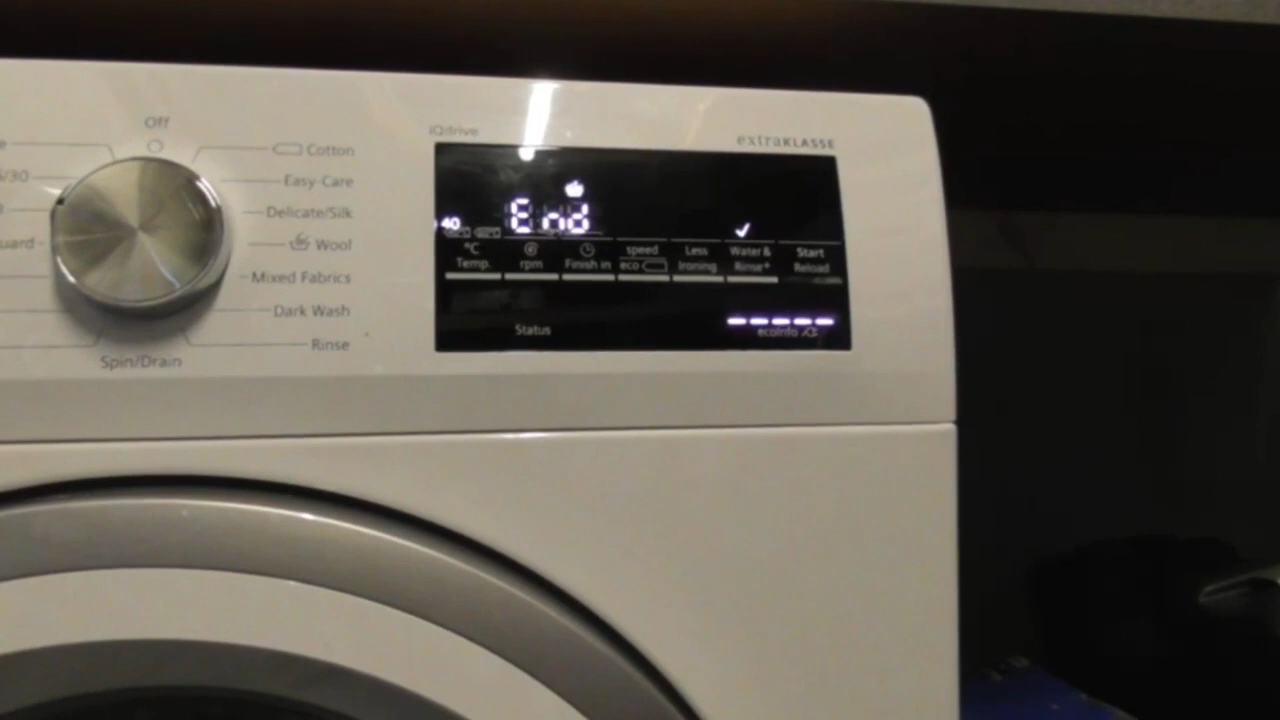 Off
Cotton
Easy-Care
Delicate/Silk
Wool
Mixed Fabrics
Dark Wash
Rinse
Spin/Drain
iQdrive
extraKLASSE
40
End
°C
Temp.
rpm
Finish in
speed
eco
Less
Ironing
Water &
Rinse+
Start
Reload
Status
ecoInfo